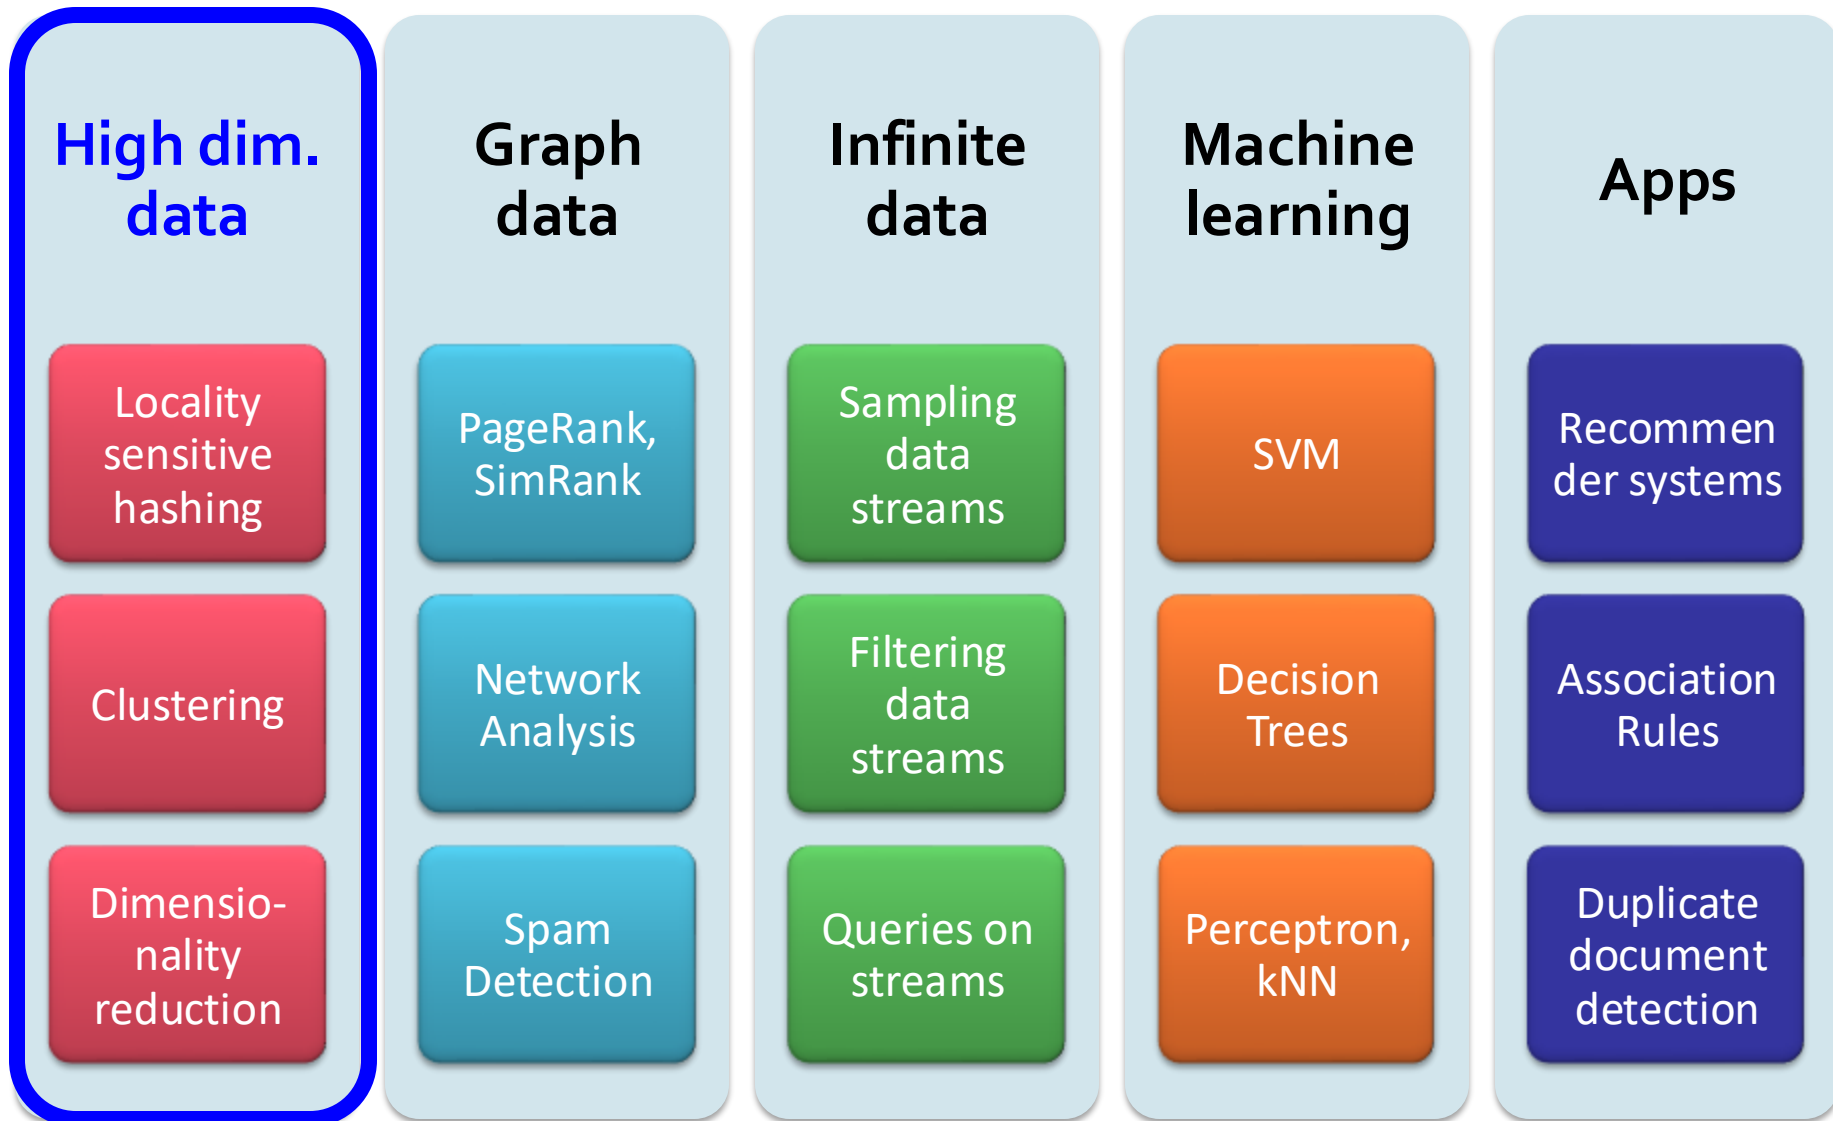 High dim.
data
Locality
sensitive
hashing
Clustering
Dimensio-
nality
reduction
Graph
data
PageRank,
SimRank
Network
Analysis
Spam
Detection
Infinite
data
Sampling
data
streams
Filtering
data
streams
Queries on
streams
Machine
learning
SVM
Decision
Trees
Perceptron,
kNN
Apps
Recommen
der systems
Association
Rules
Duplicate
document
detection